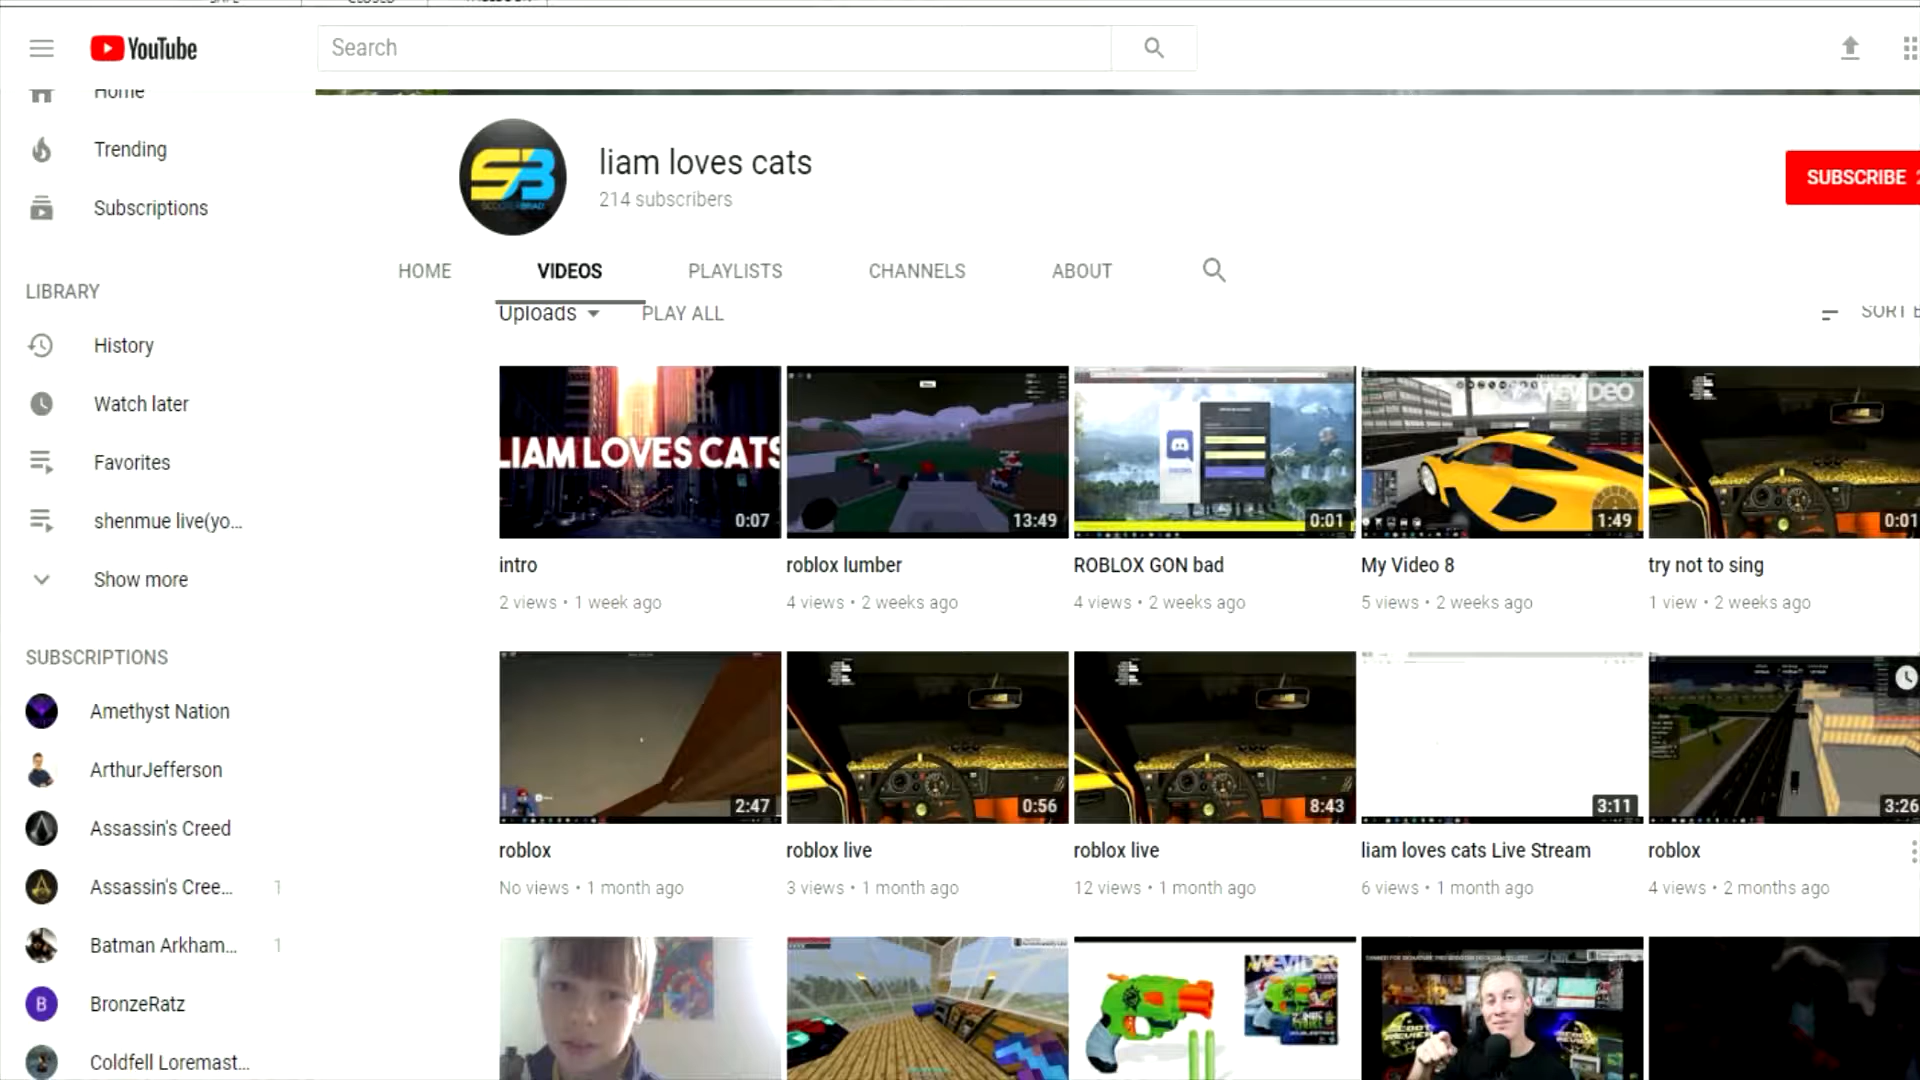 YouTube
Search
Home
Trending
Subscriptions
LIBRARY
History
Watch later
Favorites
shenmue live(yo...
Show more
SUBSCRIPTIONS
Amethyst Nation
ArthurJefferson
Assassin's Creed
Assassin's Cree... 1
Batman Arkham... 1
B BronzeRatz
Coldfell Loremast...
SB
liam loves cats
214 subscribers
SUBSCRIBE
HOME VIDEOS PLAYLISTS CHANNELS ABOUT
Uploads PLAY ALL
SORT
LIAM LOVES CATS
0:07
13:49
0:01
WEVIDEO
1:49
0:01
intro
2 views • 1 week ago
roblox lumber
4 views • 2 weeks ago
ROBLOX GON bad
4 views • 2 weeks ago
My Video 8
5 views • 2 weeks ago
try not to sing
1 view • 2 weeks ago
2:47
0:56
8:43
3:11
3:26
roblox
No views • 1 month ago
roblox live
3 views • 1 month ago
roblox live
12 views • 1 month ago
liam loves cats Live Stream
6 views • 1 month ago
roblox
4 views • 2 months ago
WEVIDEO